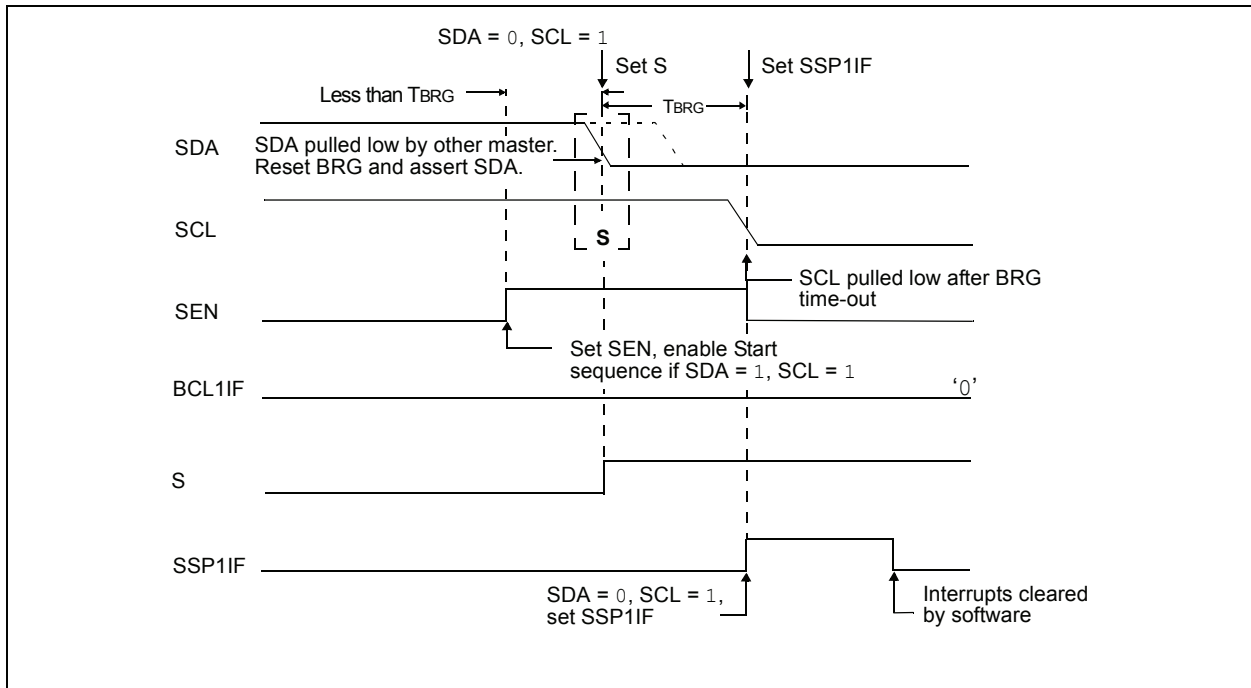 SDA = 0, SCL = 1
Set S
Set SSP1IF
Less than TBRG
TBRG
SDA
SDA pulled low by other master.
Reset BRG and assert SDA.
SCL
S
SCL pulled low after BRG
time-out
SEN
Set SEN, enable Start
sequence if SDA = 1, SCL = 1
BCL1IF
‘0’
S
SSP1IF
SDA = 0, SCL = 1,
set SSP1IF
Interrupts cleared
by software